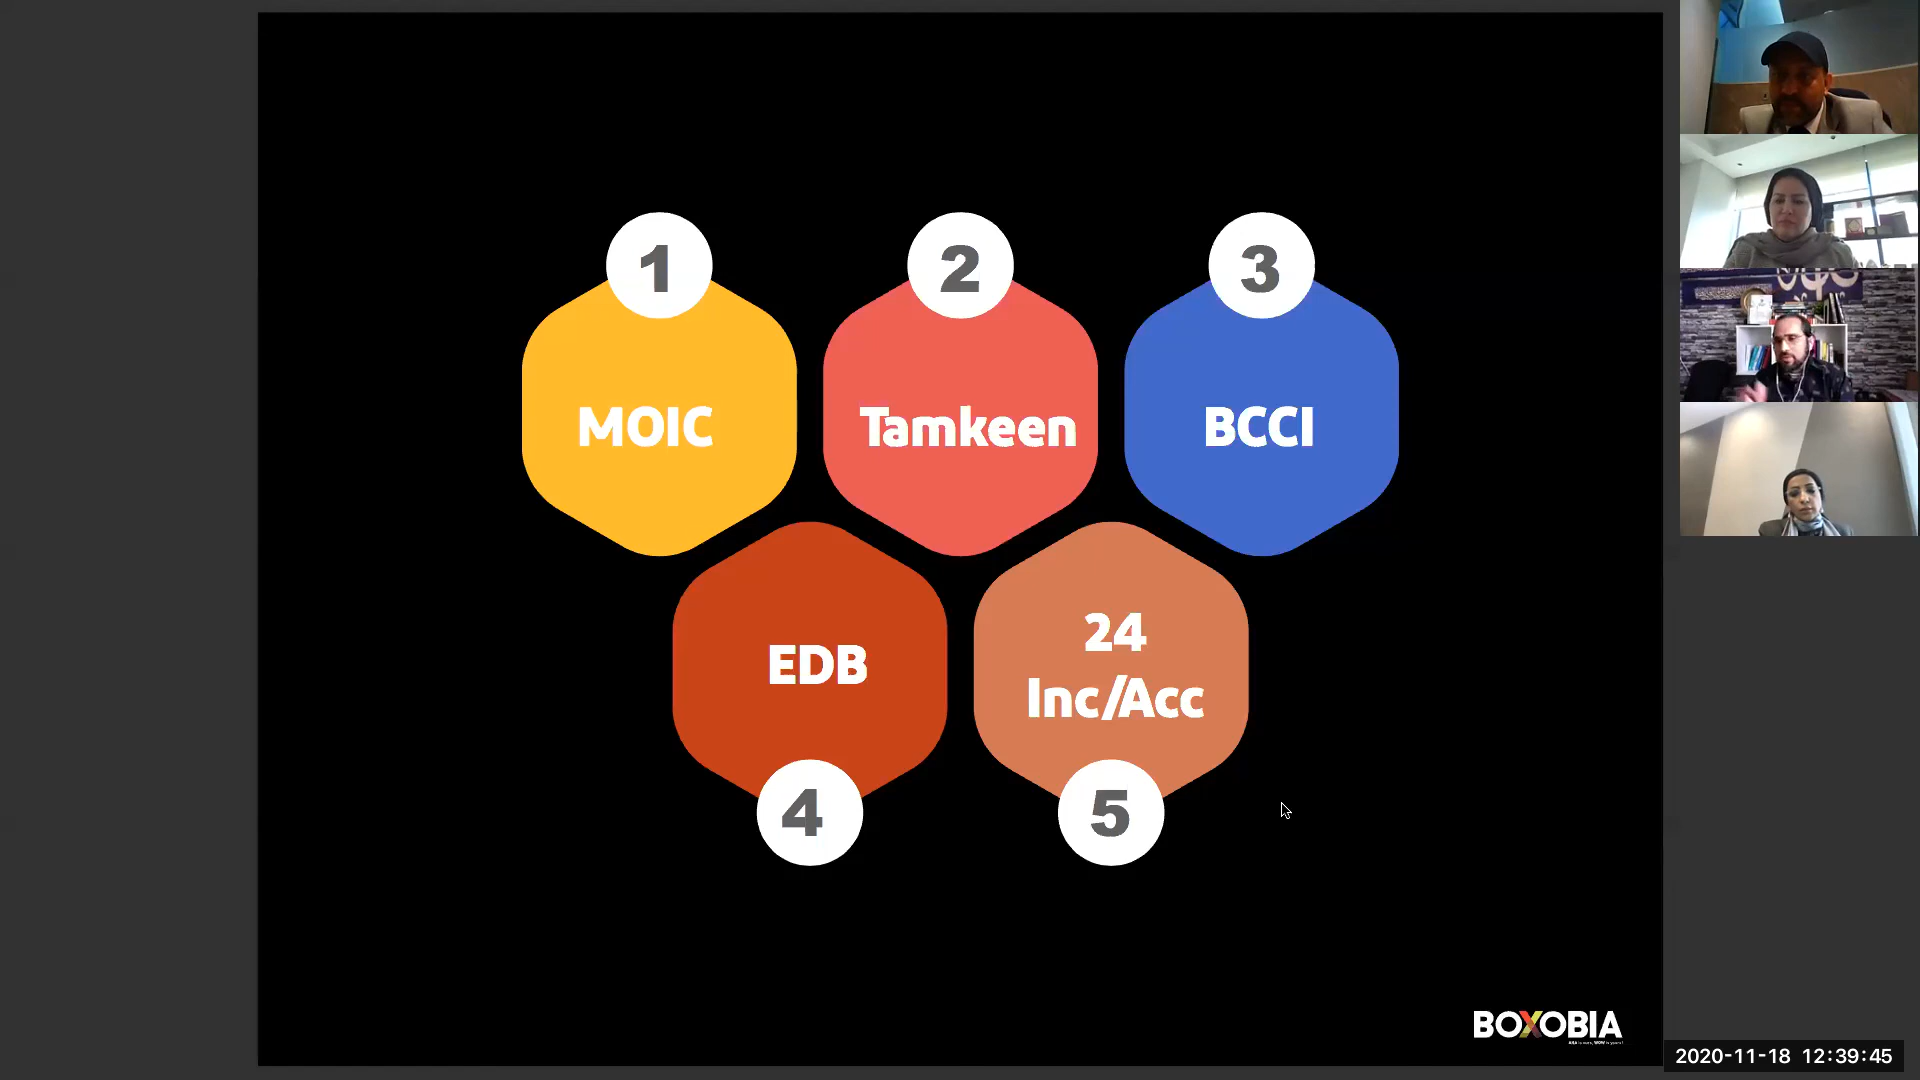 1
2
3
MOIC
Tamkeen
BCCI
EDB
24
Inc/Acc
4
5
BOXOBIA
2020-11-18 12:39:45